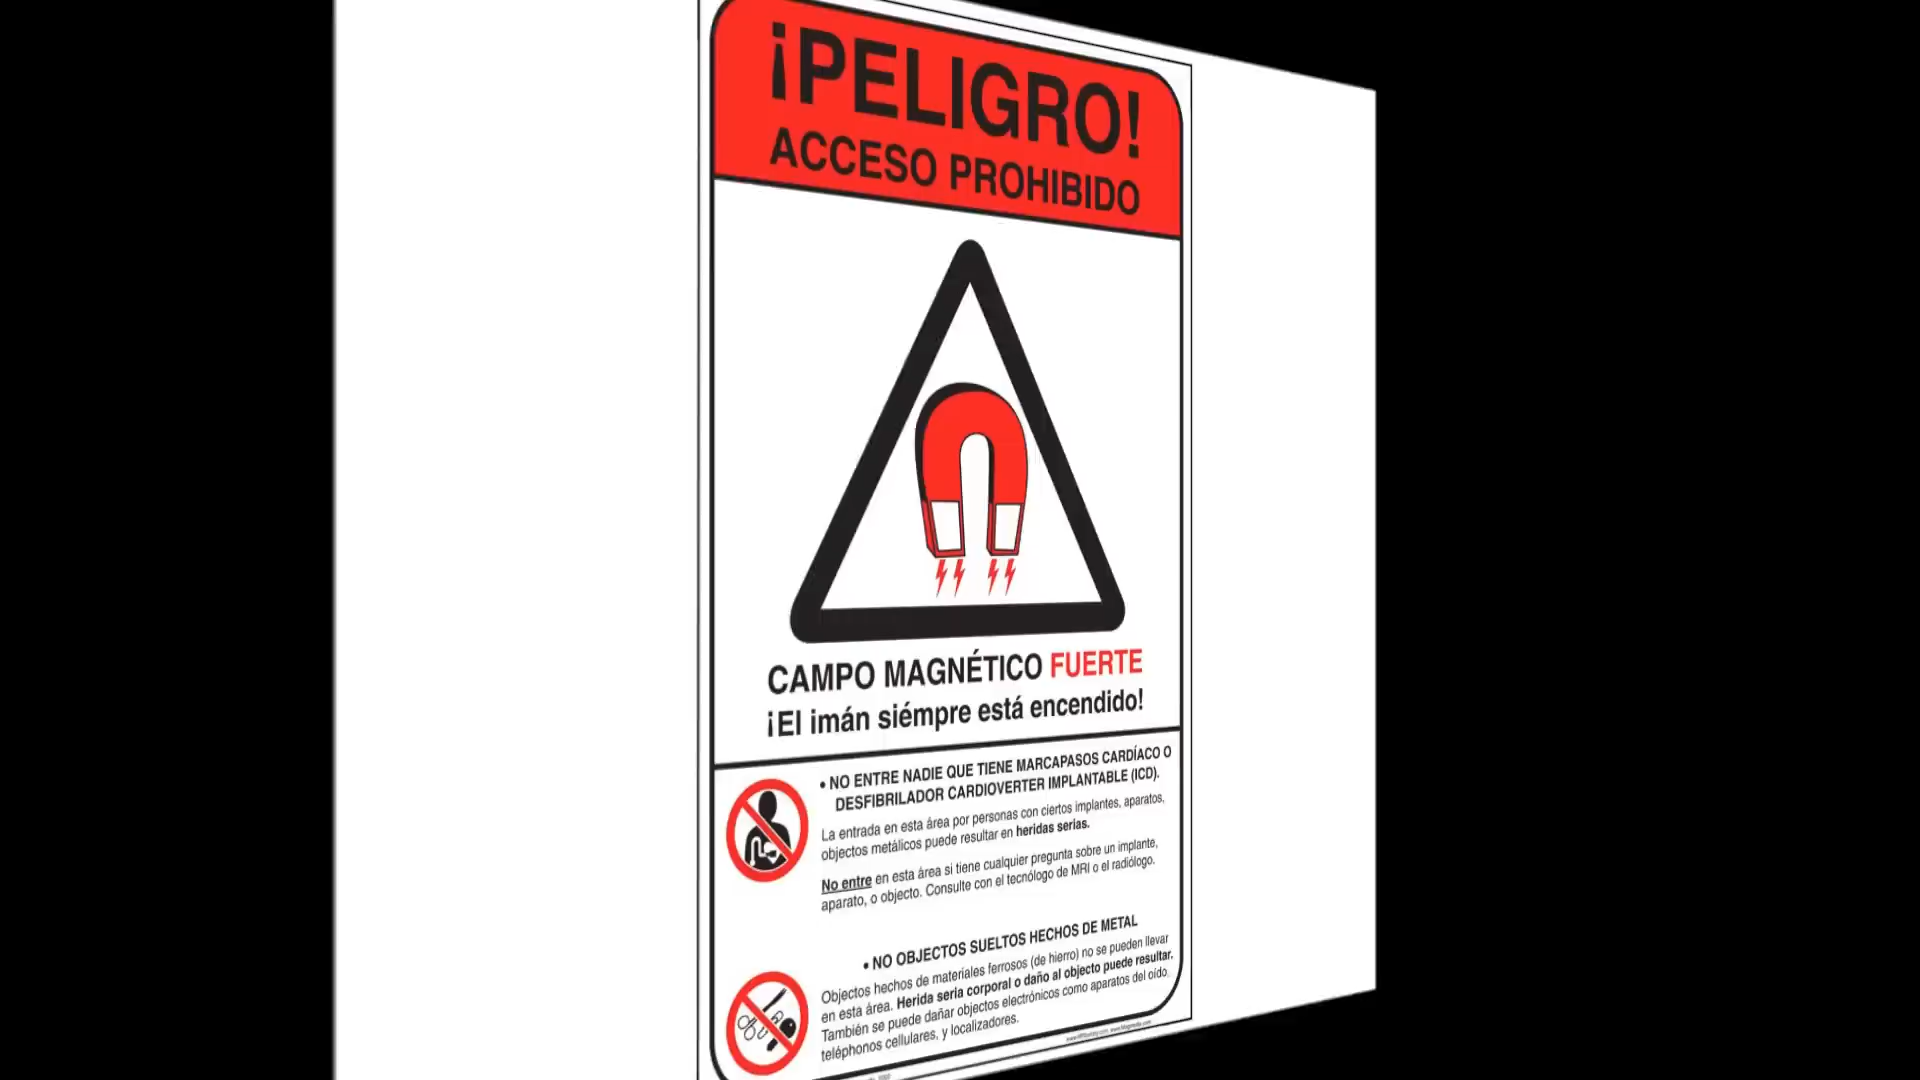 ¡PELIGRO!
ACCESO PROHIBIDO
CAMPO MAGNÉTICO FUERTE
¡El imán siémpre está encendido!
• NO ENTRE NADIE QUE TIENE MARCAPASOS CARDÍACO O
DESFIBRILADOR CARDIOVERTER IMPLANTABLE (ICD).
La entrada en esta área por personas con ciertos implantes, aparatos,
objectos metálicos puede resultar en heridas serias.
No entre en esta área si tiene cualquier pregunta sobre un implante,
aparato, o objecto. Consulte con el tecnólogo de MRI o el radiólogo.
• NO OBJECTOS SUELTOS HECHOS DE METAL
Objectos hechos de materiales ferrosos (de hierro) no se pueden llevar
en esta área. Herida seria corporal o daño al objecto puede resultar.
También se puede dañar objectos electrónicos como aparatos del oído,
teléphonos cellulares, y localizadores.